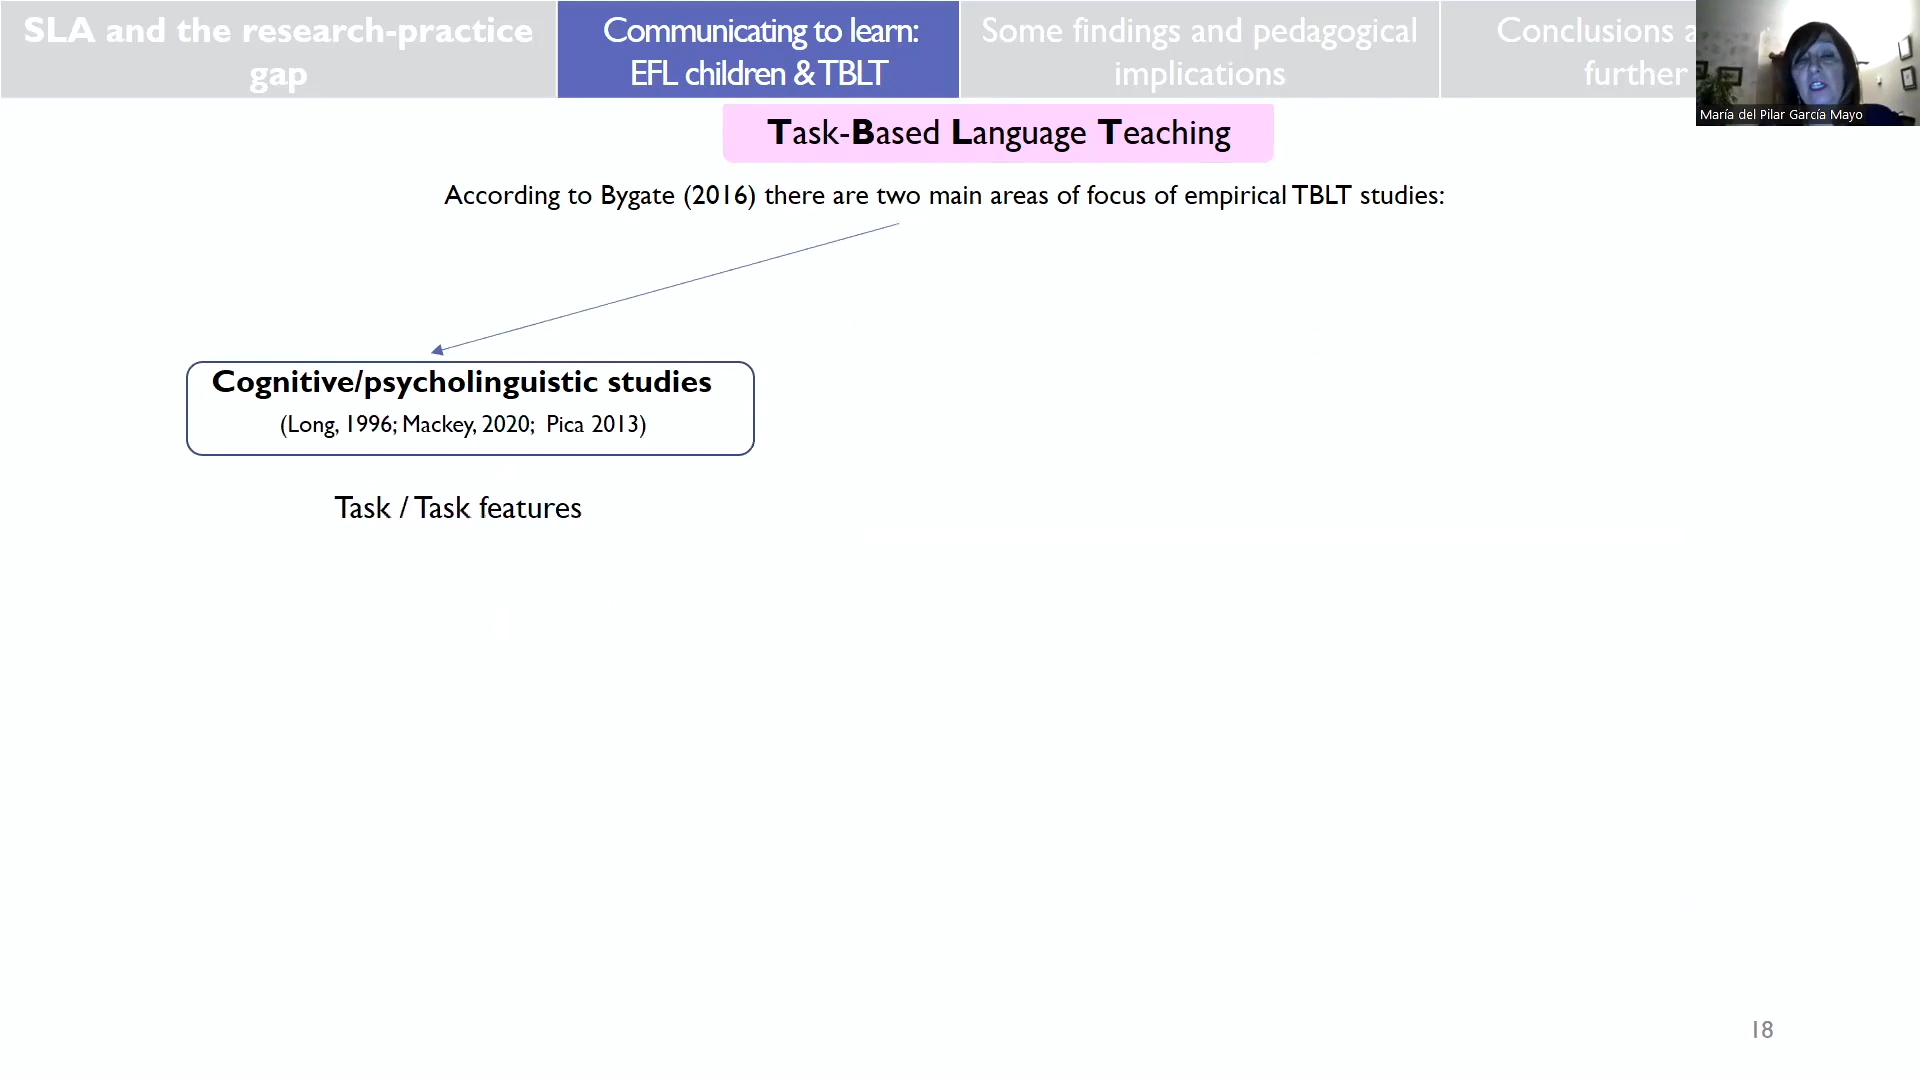 SLA and the research-practice
gap
Communicating to learn:
EFL children & TBLT
Some findings and pedagogical
implications
Conclusions a
further
María del Pilar García Mayo
Task-Based Language Teaching
According to Bygate (2016) there are two main areas of focus of empirical TBLT studies:
Cognitive/psycholinguistic studies
(Long, 1996; Mackey, 2020; Pica 2013)
Task / Task features
18